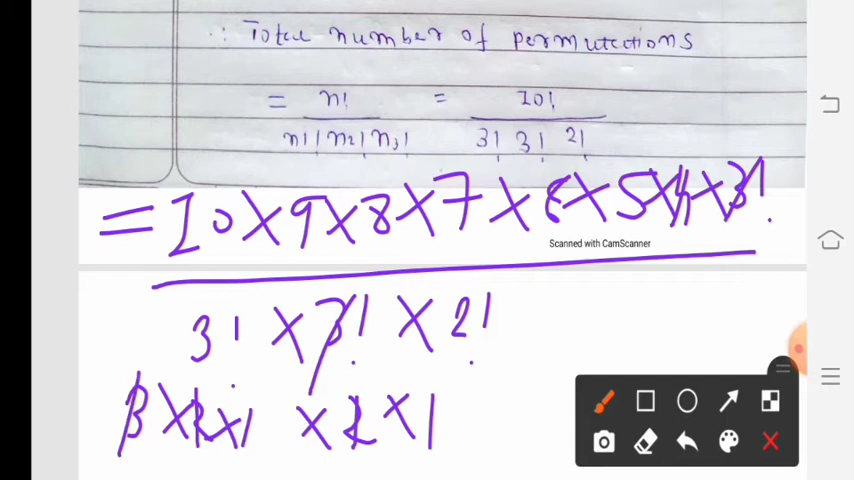 ∴ Total number of permutations
= n! / n1! n2! n3! = 10! / 3! 3! 2!
= 10×9×8×7×6×5×4×3!
Scanned with CamScanner
3! × 3! × 2!
3×2×1 × 2×1